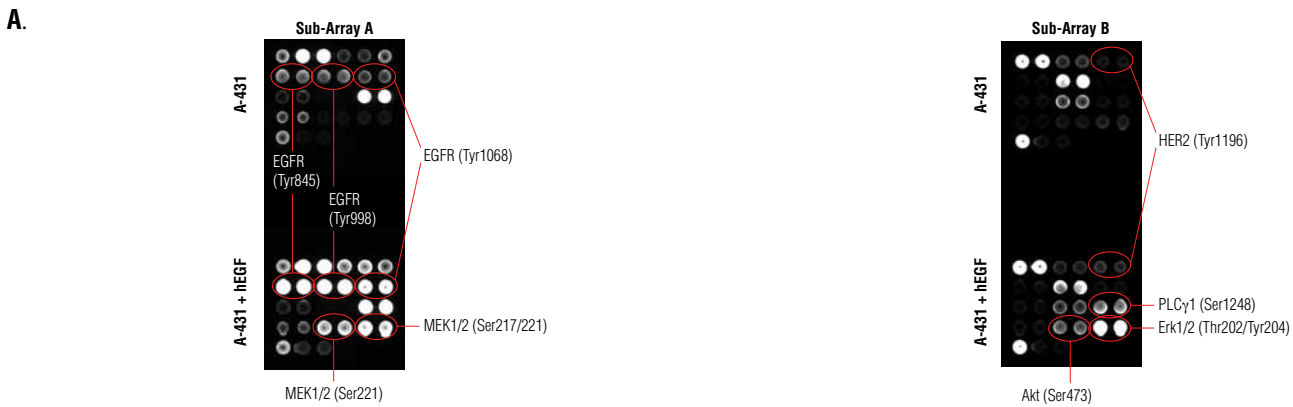 A.
Sub-Array A
A-431
EGFR
(Tyr845)
EGFR
(Tyr998)
EGFR (Tyr1068)
A-431 + hEGF
MEK1/2 (Ser217/221)
MEK1/2 (Ser221)
Sub-Array B
A-431
HER2 (Tyr1196)
A-431 + hEGF
PLCγ1 (Ser1248)
Erk1/2 (Thr202/Tyr204)
Akt (Ser473)